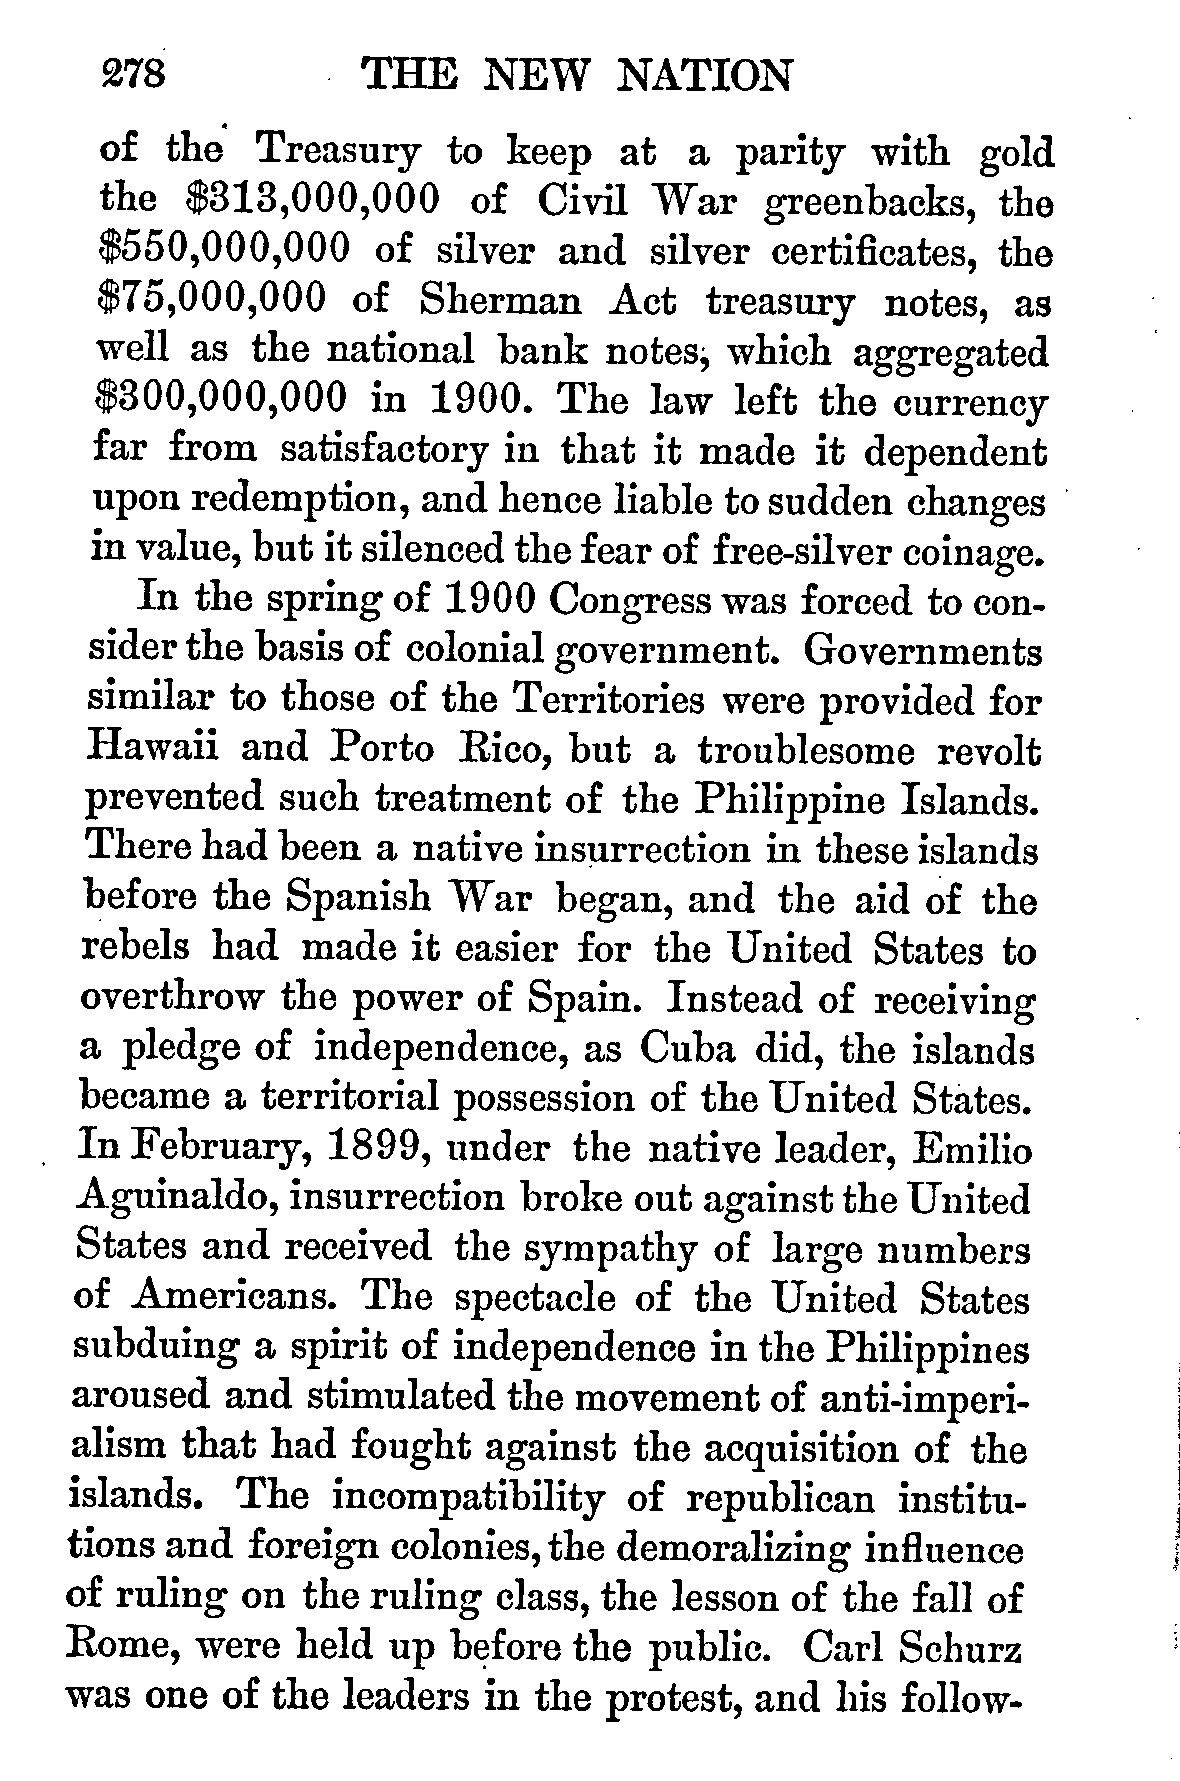 278 THE NEW NATION
of the Treasury to keep at a parity with gold
the $313,000,000 of Civil War greenbacks, the
$550,000,000 of silver and silver certificates, the
$75,000,000 of Sherman Act treasury notes, as
well as the national bank notes, which aggregated
$300,000,000 in 1900. The law left the currency
far from satisfactory in that it made it dependent
upon redemption, and hence liable to sudden changes
in value, but it silenced the fear of free-silver coinage.
In the spring of 1900 Congress was forced to con-
sider the basis of colonial government. Governments
similar to those of the Territories were provided for
Hawaii and Porto Rico, but a troublesome revolt
prevented such treatment of the Philippine Islands.
There had been a native insurrection in these islands
before the Spanish War began, and the aid of the
rebels had made it easier for the United States to
overthrow the power of Spain. Instead of receiving
a pledge of independence, as Cuba did, the islands
became a territorial possession of the United States.
In February, 1899, under the native leader, Emilio
Aguinaldo, insurrection broke out against the United
States and received the sympathy of large numbers
of Americans. The spectacle of the United States
subduing a spirit of independence in the Philippines
aroused and stimulated the movement of anti-imperi-
alism that had fought against the acquisition of the
islands. The incompatibility of republican institu-
tions and foreign colonies, the demoralizing influence
of ruling on the ruling class, the lesson of the fall of
Rome, were held up before the public. Carl Schurz
was one of the leaders in the protest, and his follow-